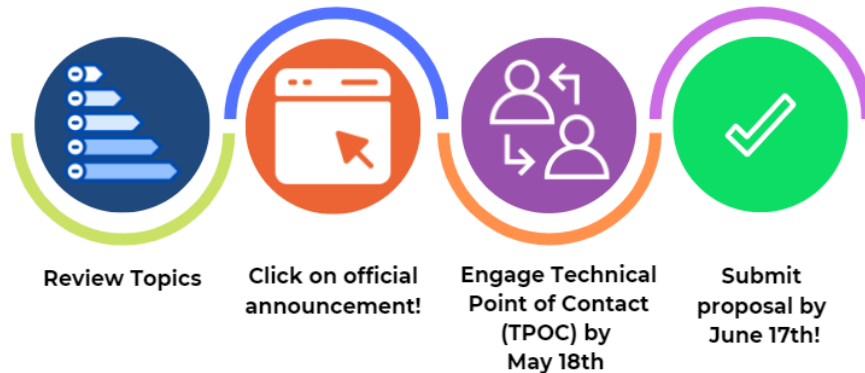 Review Topics
Click on official
announcement!
Engage Technical
Point of Contact
(TPOC) by
May 18th
Submit
proposal by
June 17th!